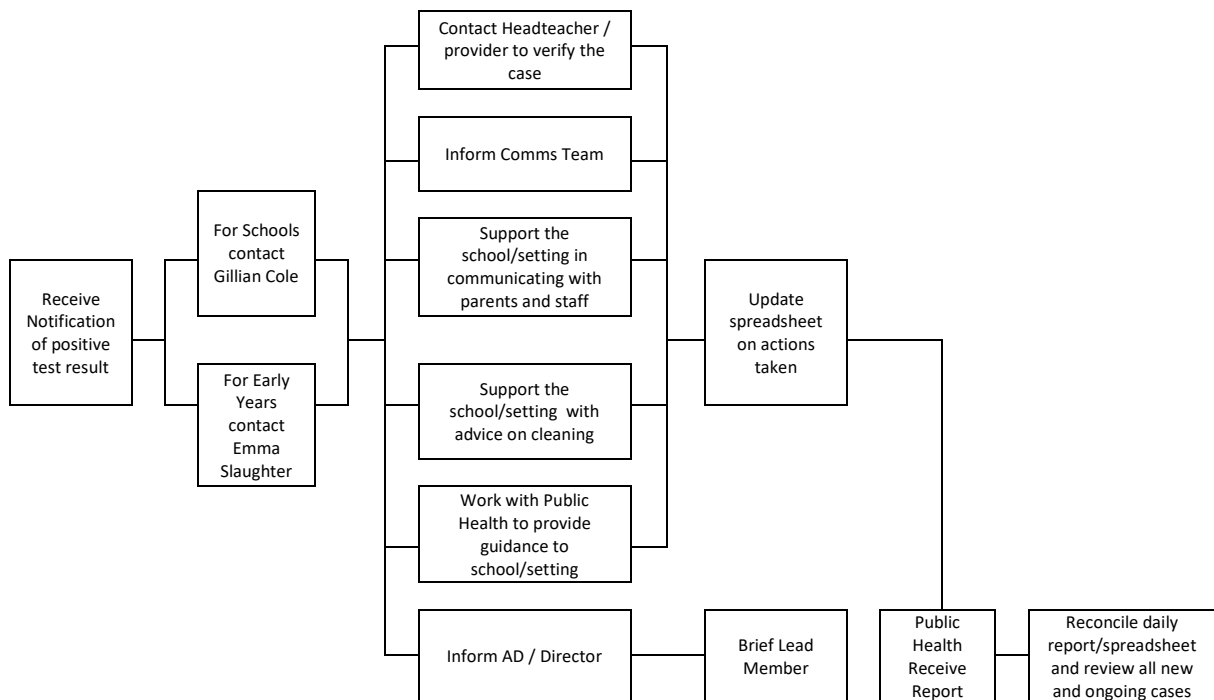 Receive
Notification
of positive
test result
For Schools
contact
Gillian Cole
For Early
Years
contact
Emma
Slaughter
Contact Headteacher /
provider to verify the
case
Inform Comms Team
Support the
school/setting in
communicating with
parents and staff
Support the
school/setting  with
advice on cleaning
Work with Public
Health to provide
guidance to
school/setting
Inform AD / Director
Update
spreadsheet
on actions
taken
Brief Lead
Member
Public
Health
Receive
Report
Reconcile daily
report/spreadsheet
and review all new
and ongoing cases